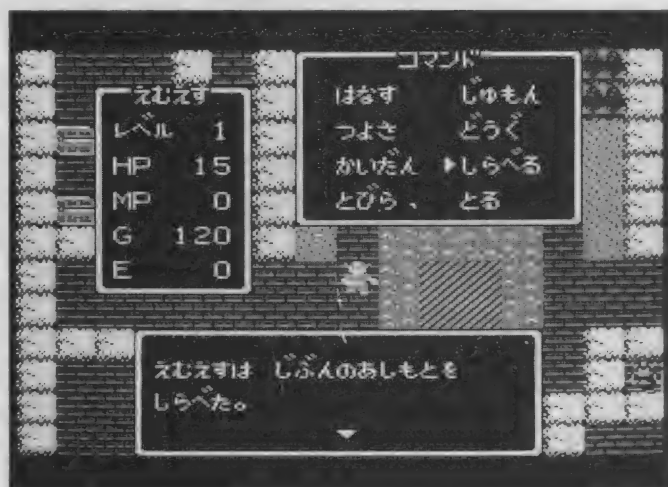 えむえす
レベル 1
HP 15
MP 0
G 120
E 0
コマンド
はなす じゅもん
つよさ どうぐ
かいだん ▶しらべる
とびら とる
えむえすは じぶんのあしもとを
しらべた。